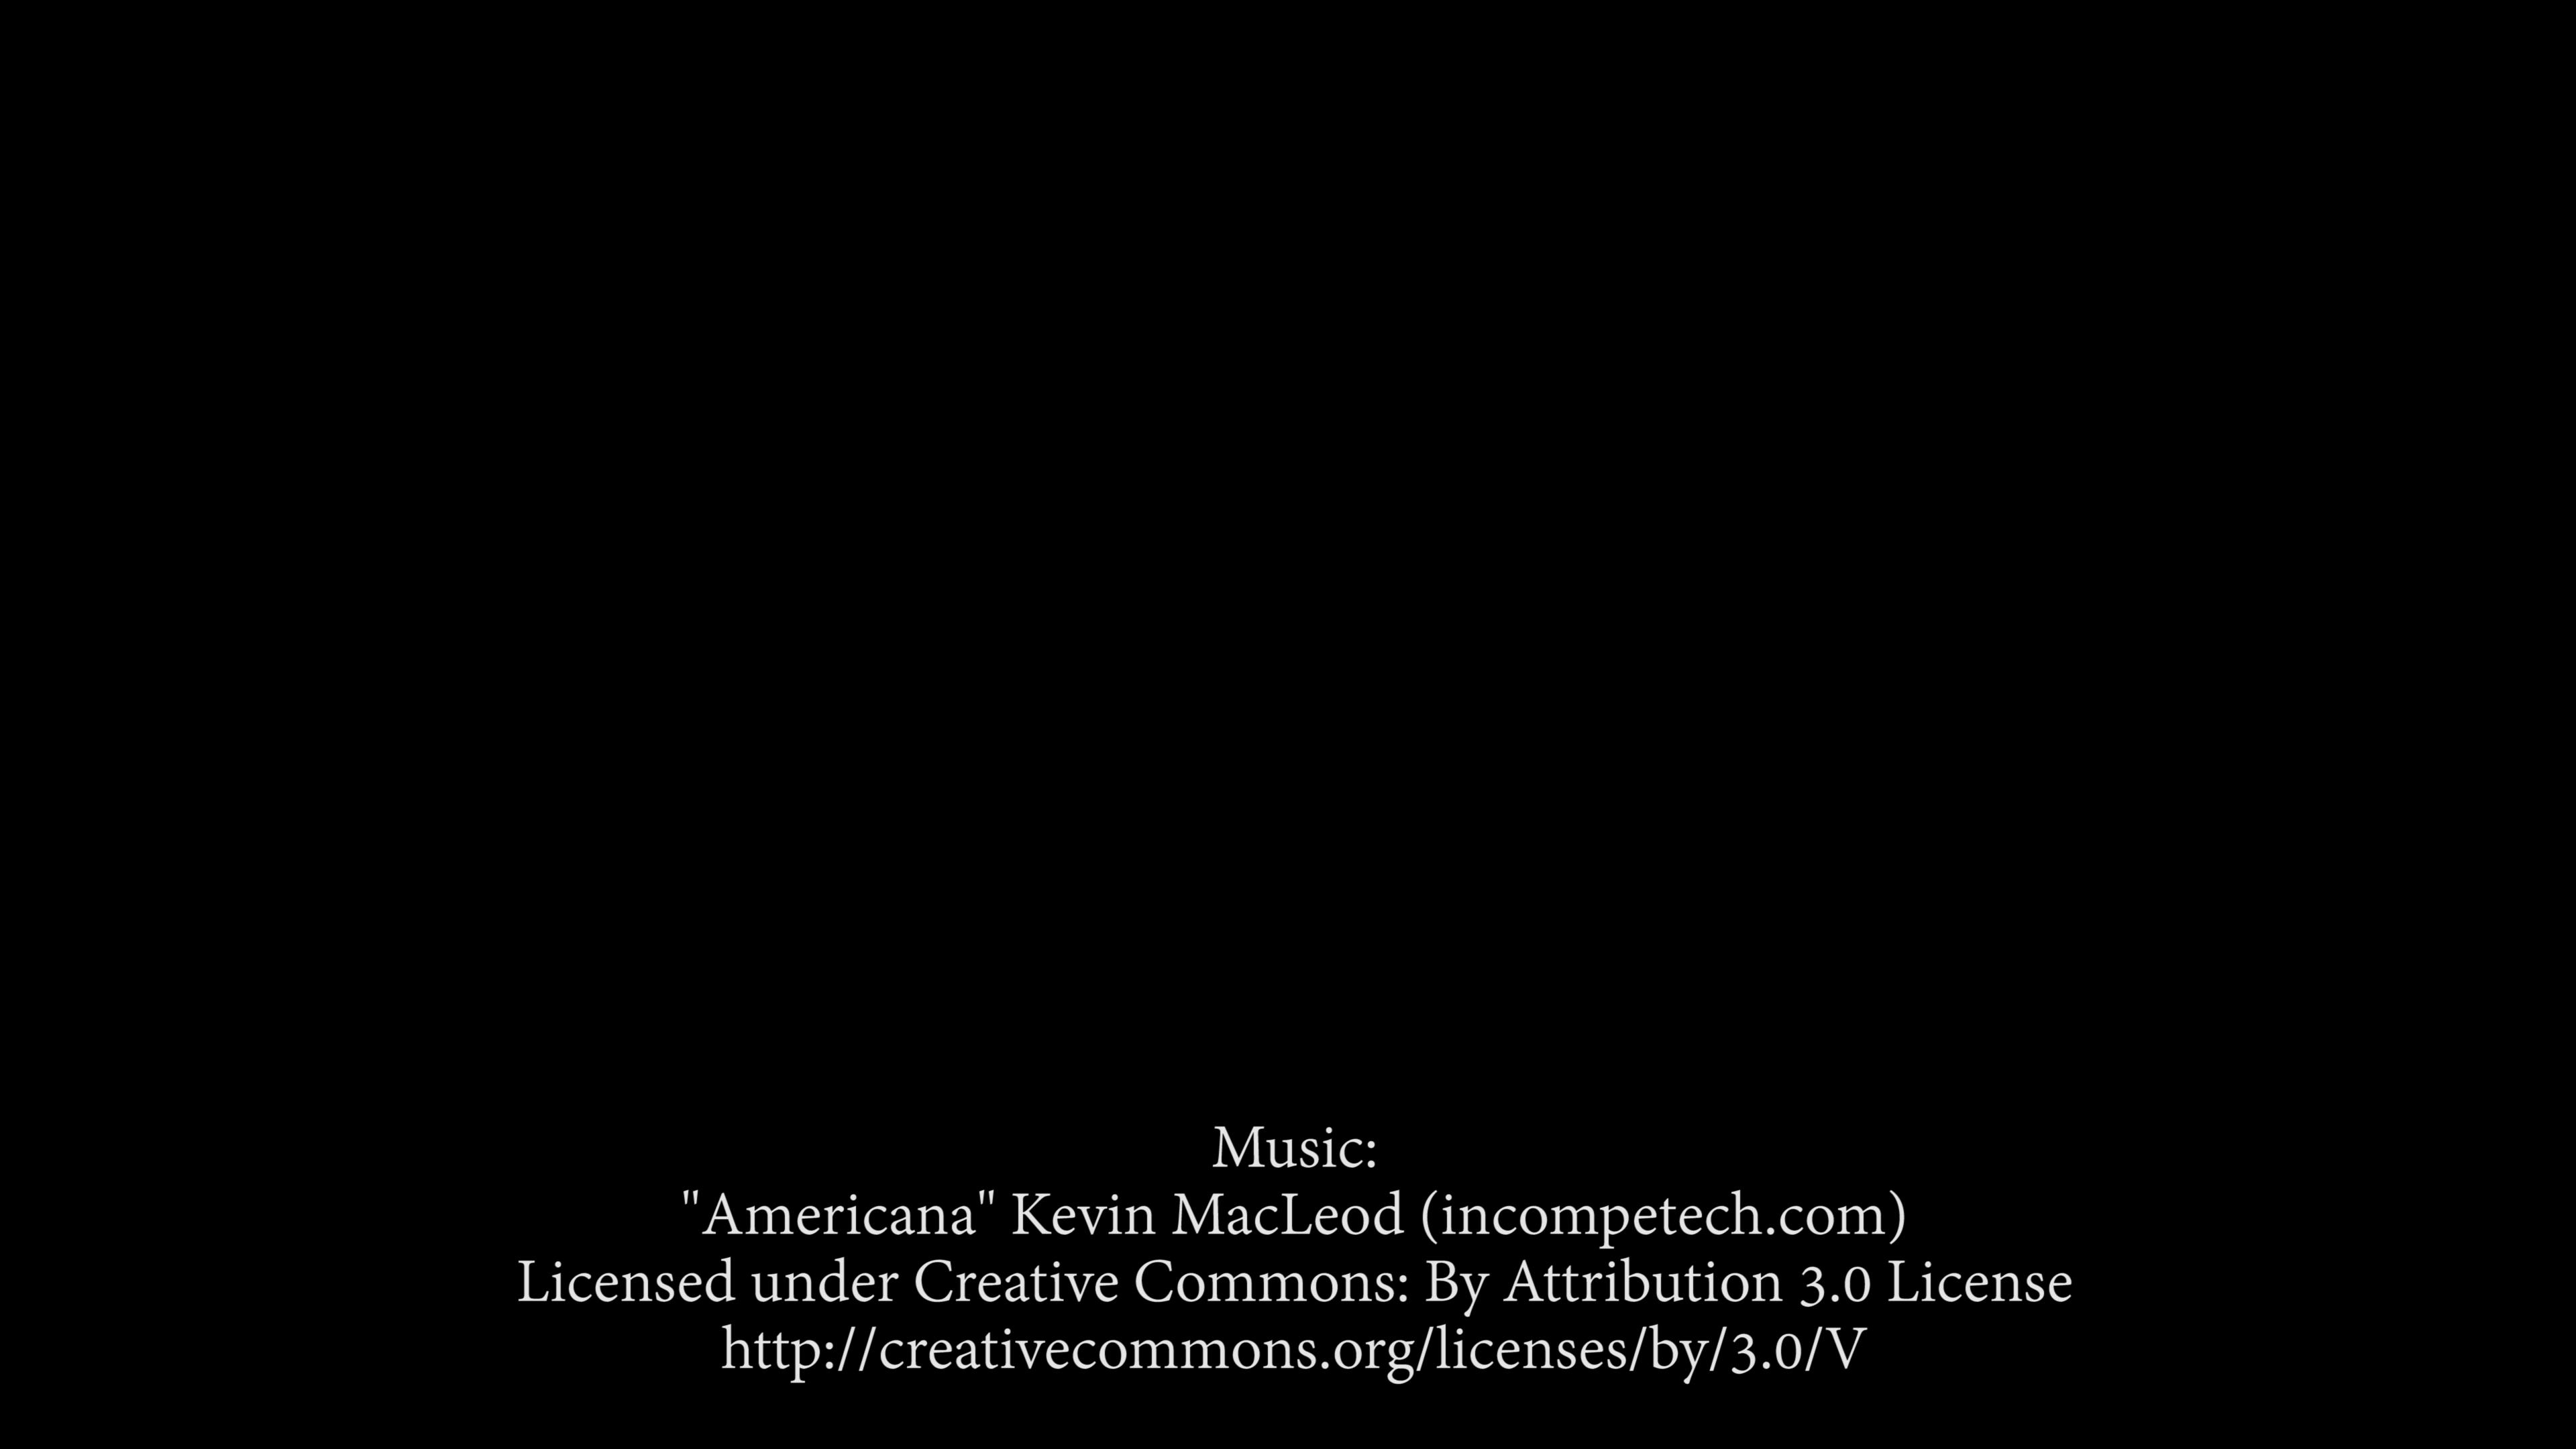 Music:
"Americana" Kevin MacLeod (incompetech.com)
Licensed under Creative Commons: By Attribution 3.0 License
http://creativecommons.org/licenses/by/3.0/V